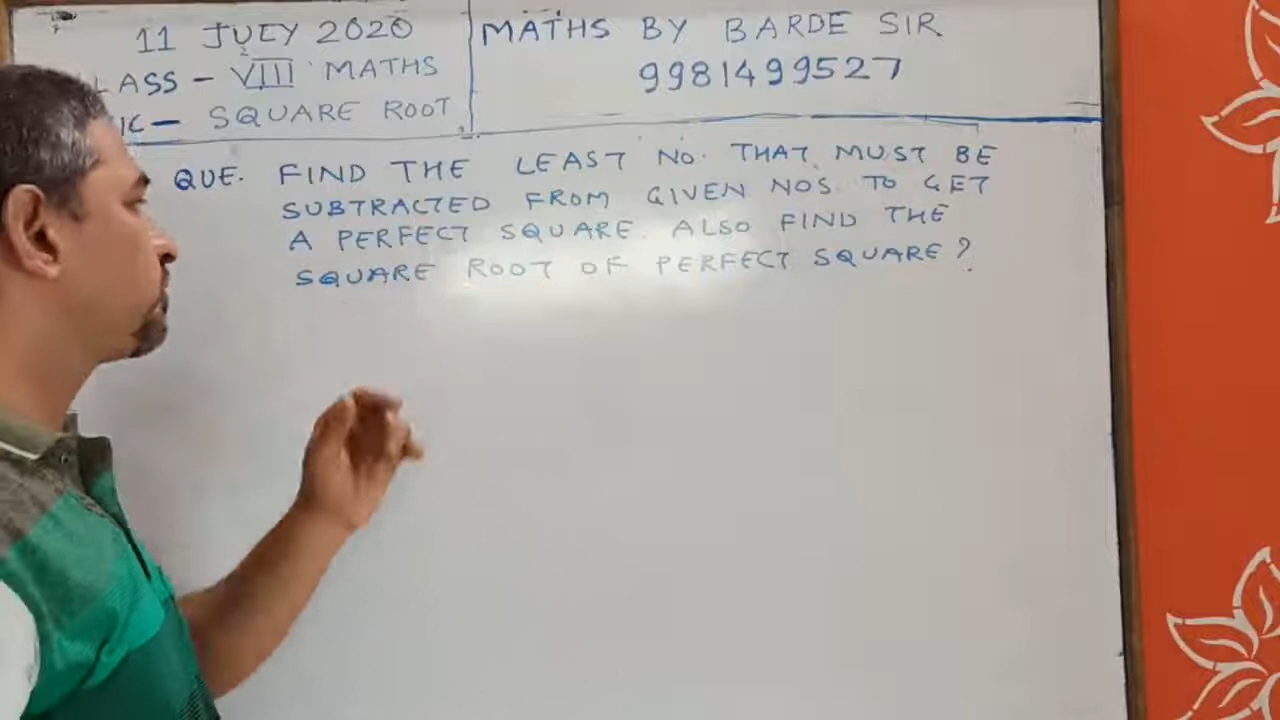 11 JULY 2020
LASS - VIII MATHS
IC - SQUARE ROOT
MATHS BY BARDE SIR
9981499527
QUE. FIND THE LEAST NO. THAT MUST BE
SUBTRACTED FROM GIVEN NOS. TO GET
A PERFECT SQUARE. ALSO FIND THE
SQUARE ROOT OF PERFECT SQUARE?